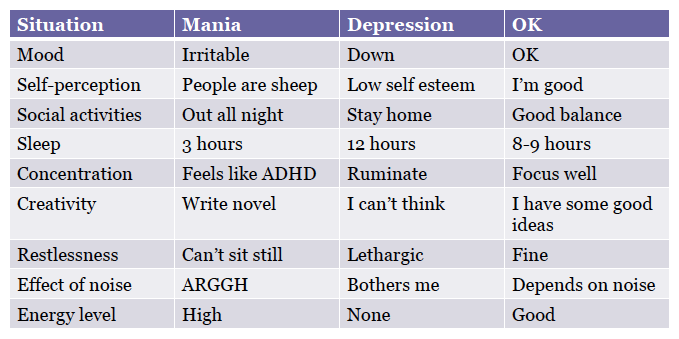 Situation Mania Depression OK
Mood Irritable Down OK
Self-perception People are sheep Low self esteem I'm good
Social activities Out all night Stay home Good balance
Sleep 3 hours 12 hours 8-9 hours
Concentration Feels like ADHD Ruminate Focus well
Creativity Write novel I can't think I have some good
ideas
Restlessness Can't sit still Lethargic Fine
Effect of noise ARGGH Bothers me Depends on noise
Energy level High None Good